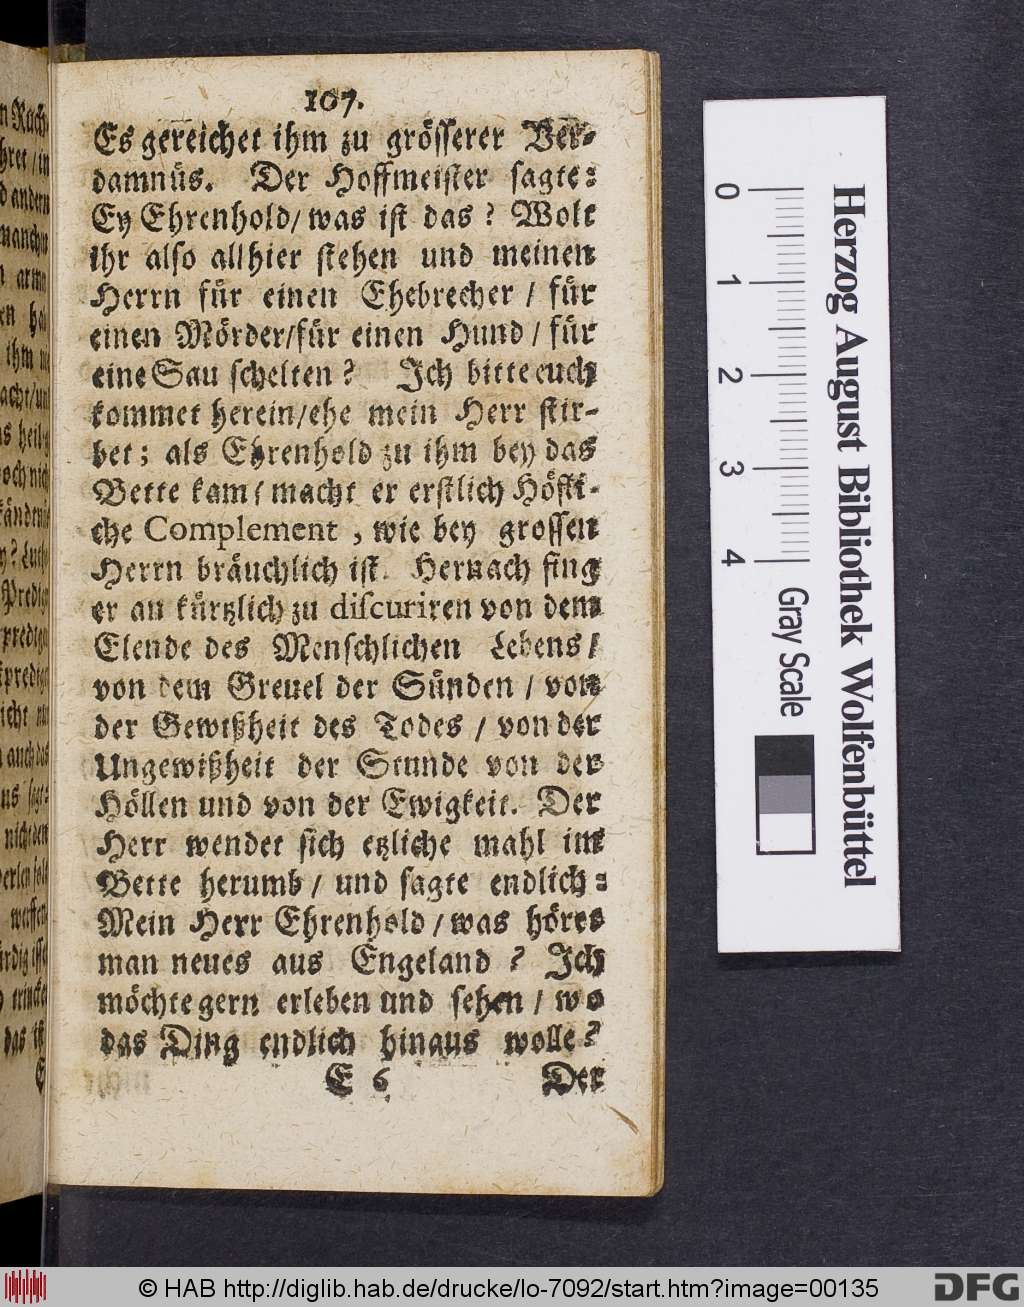 107.
Es gereichet ihm zu grösserer Ver-
damnüs. Der Hoffmeister sagte:
Ey Ehrenhold/ was ist das? Wolt
ihr also allhier stehen und meinen
Herrn für einen Ehebrecher / für
einen Mörder/für einen Hund / für
eine Sau schelten? Ich bitte euch
kommet herein/ehe mein Herr stir-
bet; als Ehrenhold zu ihm bey das
Bette kam/ macht er erstlich Höfli-
che Complement, wie bey grossen
Herrn bräuchlich ist. Hernach fing
er an kürtzlich zu discuriren von dem
Elende des Menschlichen Lebens/
von dem Greuel der Sünden / von
der Gewißheit des Todes / von der
Ungewißheit der Stunde von der
Höllen und von der Ewigkeit. Der
Herr wendet sich etzliche mahl im
Bette herumb / und sagte endlich:
Mein Herr Ehrenhold/ was höret
man neues aus Engeland? Ich
möchte gern erleben und sehen / wo
das Ding endlich hinaus wolle?
E 6 Der
Herzog August Bibliothek Wolfenbüttel
0 1 2 3 4 Gray Scale
© HAB http://diglib.hab.de/drucke/lo-7092/start.htm?image=00135
DFG